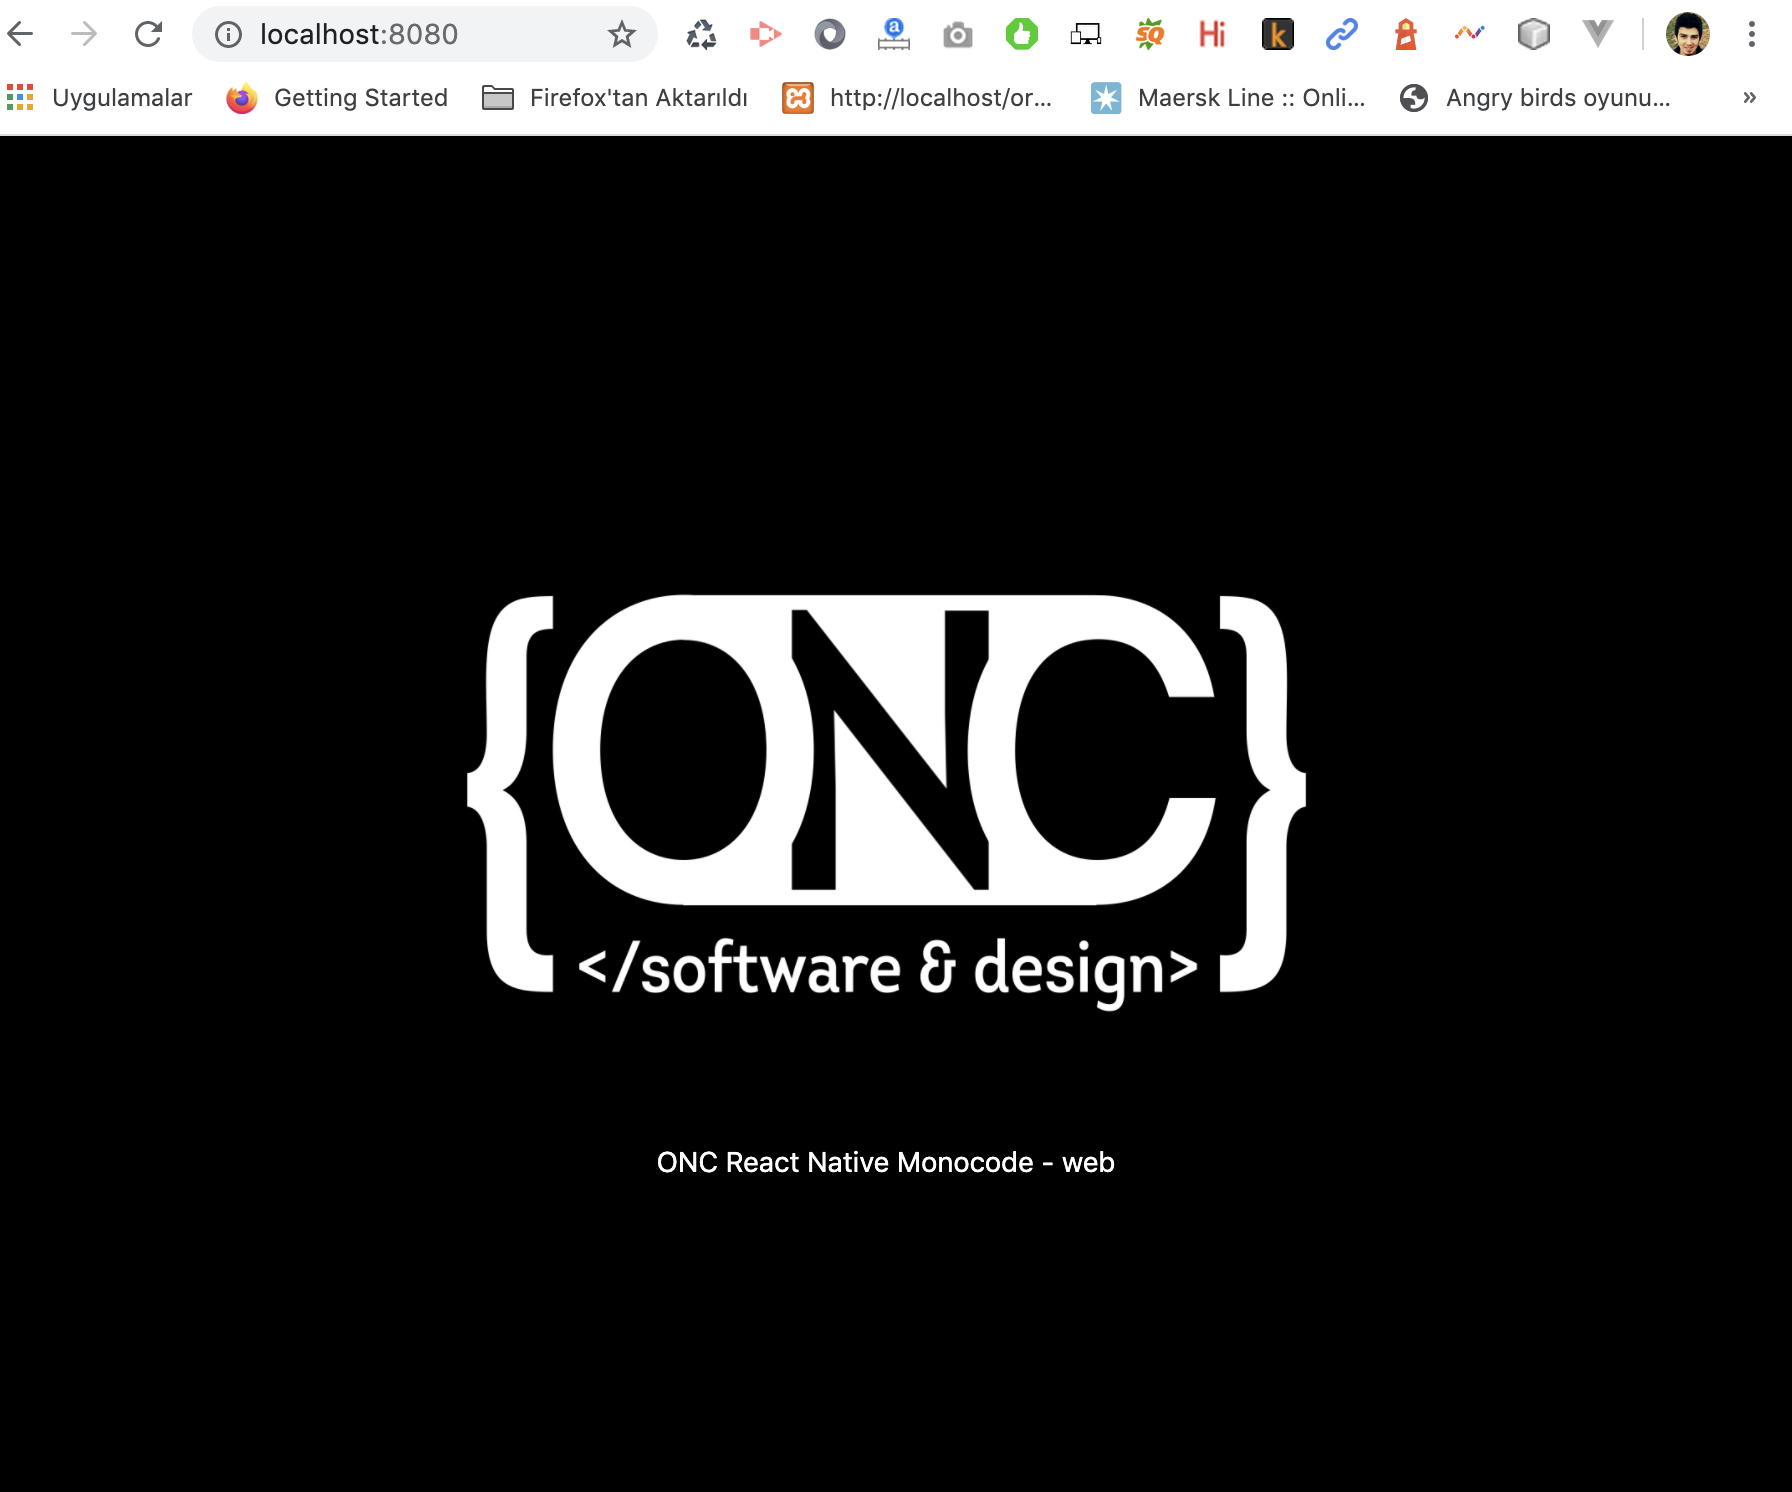 localhost:8080
a
SQ
Hi
k
Uygulamalar
Getting Started
Firefox'tan Aktarıldı
http://localhost/or...
Maersk Line :: Onli...
Angry birds oyunu...
»
{ONC}
</software & design>
ONC React Native Monocode - web